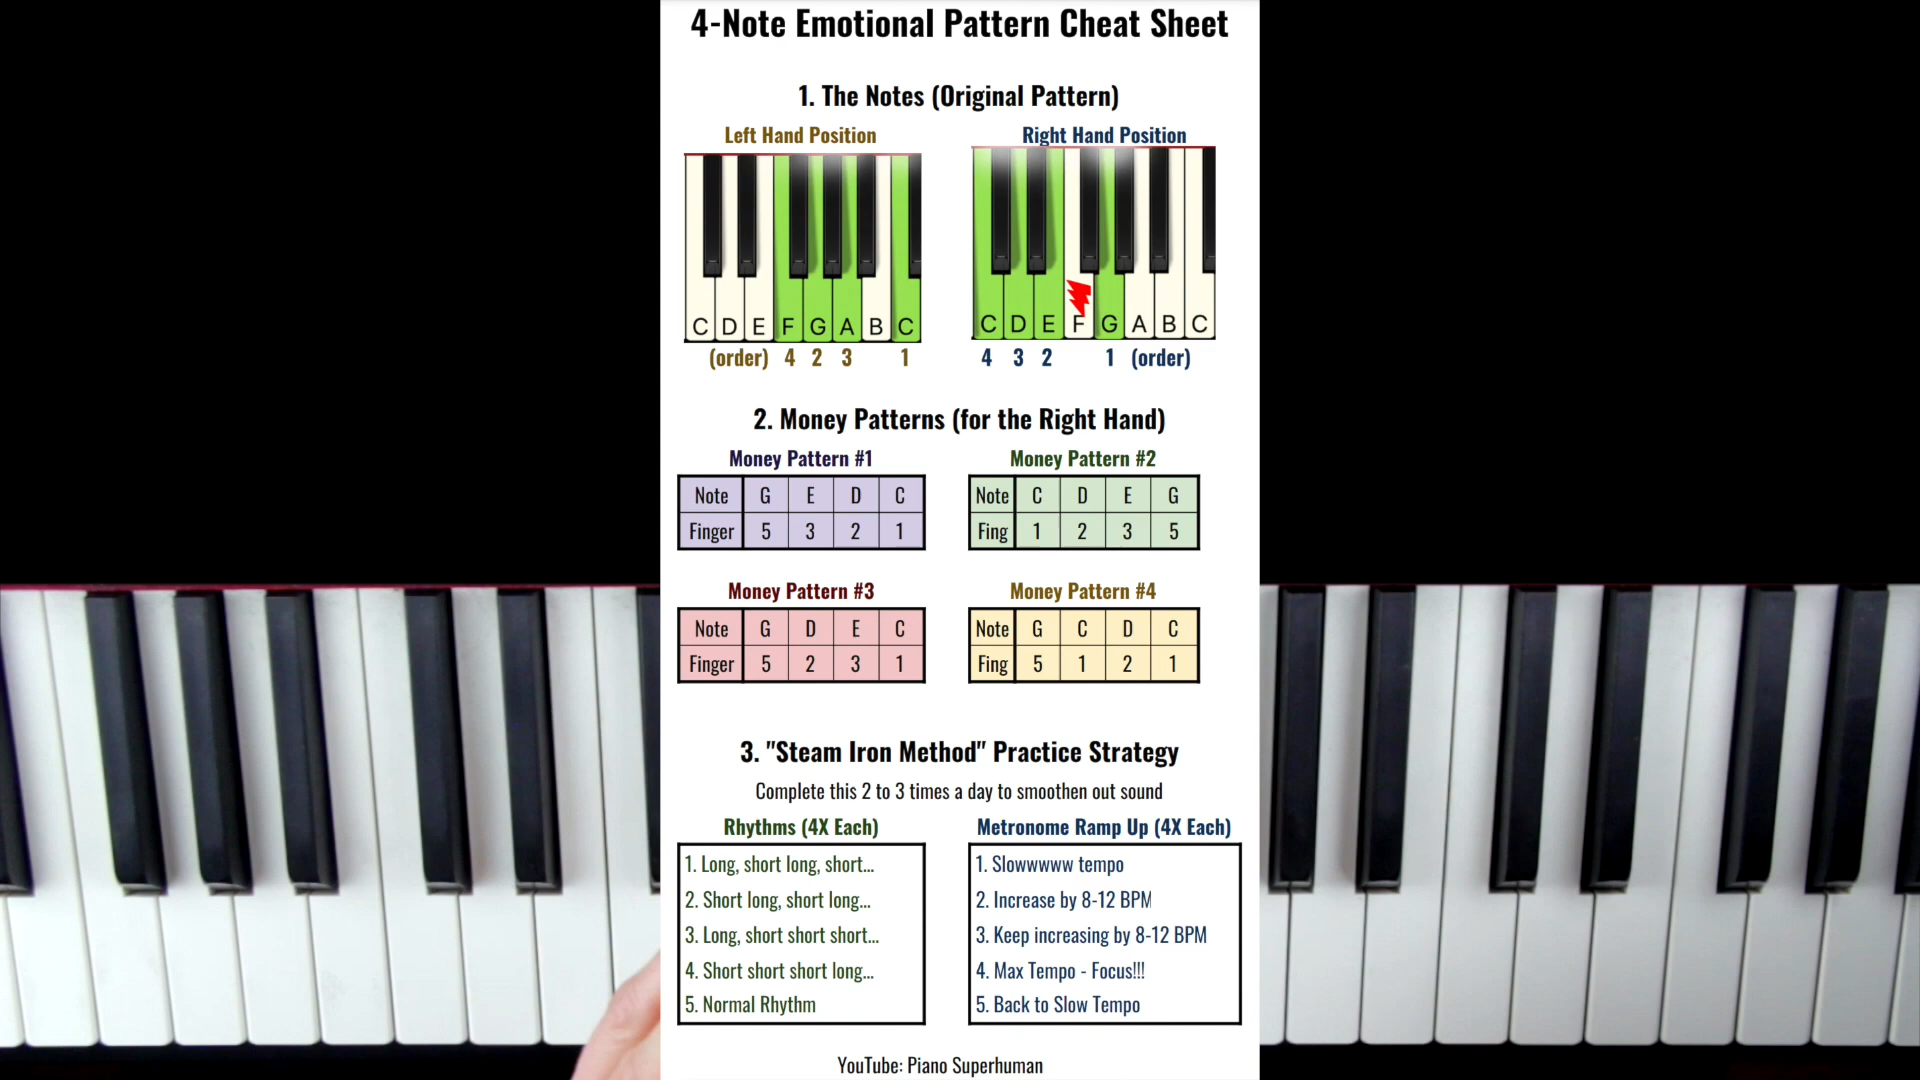 4-Note Emotional Pattern Cheat Sheet
1. The Notes (Original Pattern)
Left Hand Position
C D E F G A B C
(order) 4 2 3 1
Right Hand Position
C D E F G A B C
4 3 2 1 (order)
2. Money Patterns (for the Right Hand)
Money Pattern #1
Note G E D C
Finger 5 3 2 1
Money Pattern #2
Note C D E G
Fing 1 2 3 5
Money Pattern #3
Note G D E C
Finger 5 2 3 1
Money Pattern #4
Note G C D C
Fing 5 1 2 1
3. "Steam Iron Method" Practice Strategy
Complete this 2 to 3 times a day to smoothen out sound
Rhythms (4X Each)
1. Long, short long, short...
2. Short long, short long...
3. Long, short short short...
4. Short short short long...
5. Normal Rhythm
Metronome Ramp Up (4X Each)
1. Slowwwww tempo
2. Increase by 8-12 BPM
3. Keep increasing by 8-12 BPM
4. Max Tempo - Focus!!!
5. Back to Slow Tempo
YouTube: Piano Superhuman